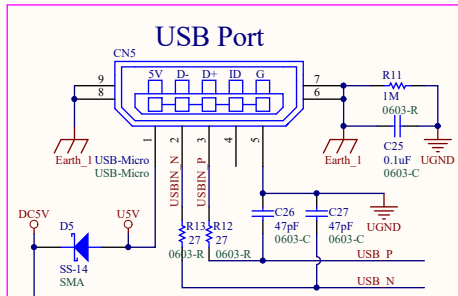 USB Port
CN5
5V D- D+ ID G
9
8
7
6
R11
1M
0603-R
C25
0.1uF
0603-C
Earth_1
USB-Micro
USB-Micro
1
2
3
4
5
USBIN_N
USBIN_P
Earth_1
UGND
DC5V
D5
U5V
SS-14
SMA
R13
27
0603-R
R12
27
0603-R
C26
47pF
0603-C
C27
47pF
0603-C
UGND
USB_P
USB_N